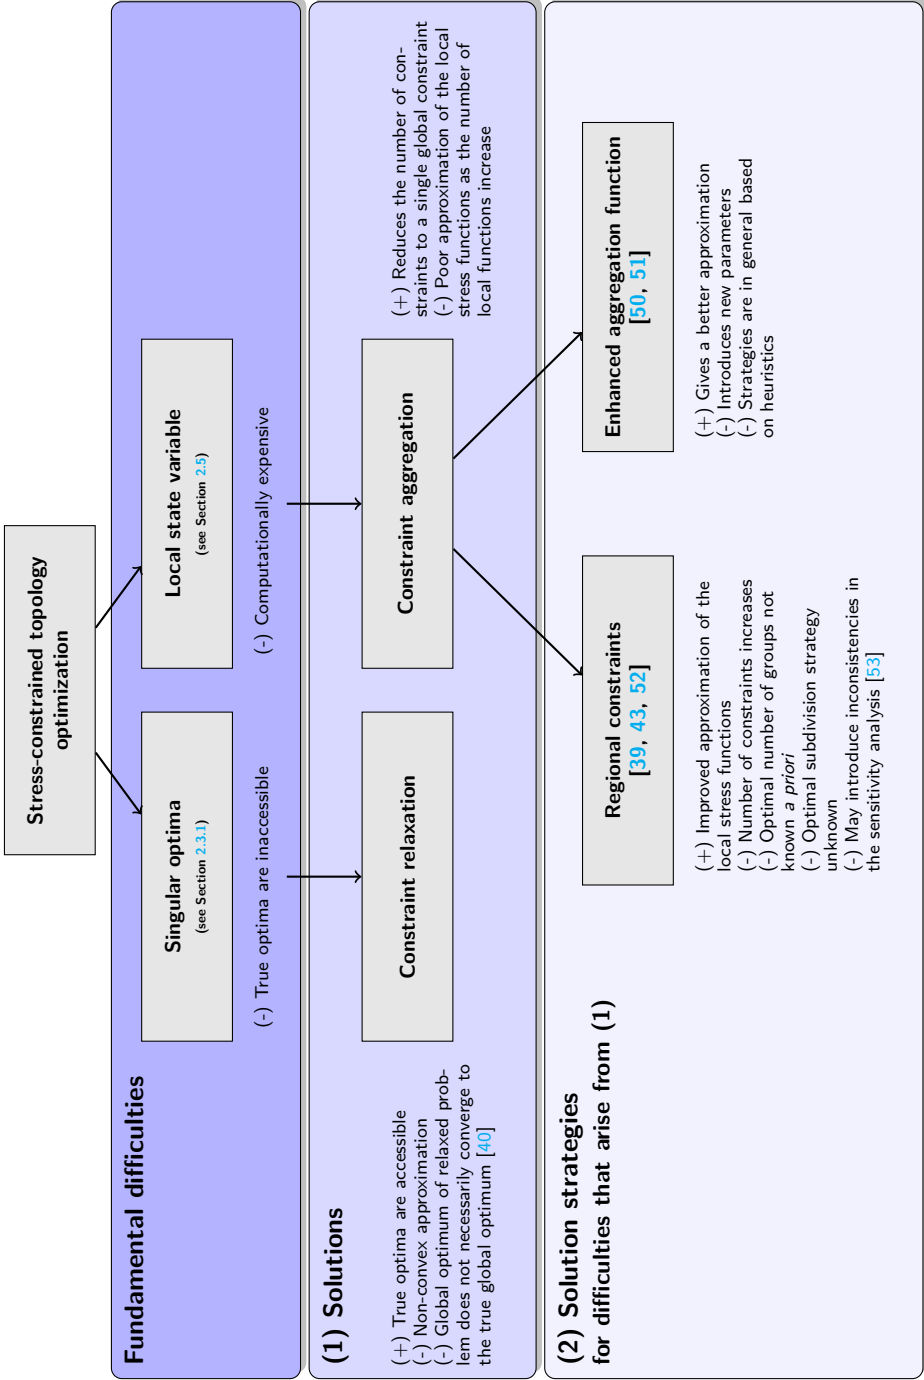 Stress-constrained topology
optimization
Fundamental difficulties
Singular optima
(see Section 2.3.1)
(-) True optima are inaccessible
Local state variable
(see Section 2.5)
(-) Computationally expensive
(1) Solutions
(+) True optima are accessible
(-) Non-convex approximation
(-) Global optimum of relaxed prob-
lem does not necessarily converge to
the true global optimum [40]
Constraint relaxation
Constraint aggregation
(+) Reduces the number of con-
straints to a single global constraint
(-) Poor approximation of the local
stress functions as the number of
local functions increase
(2) Solution strategies
for difficulties that arise from (1)
Regional constraints
[39, 43, 52]
(+) Improved approximation of the
local stress functions
(-) Number of constraints increases
(-) Optimal number of groups not
known a priori
(-) Optimal subdivision strategy
unknown
(-) May introduce inconsistencies in
the sensitivity analysis [53]
Enhanced aggregation function
[50, 51]
(+) Gives a better approximation
(-) Introduces new parameters
(-) Strategies are in general based
on heuristics